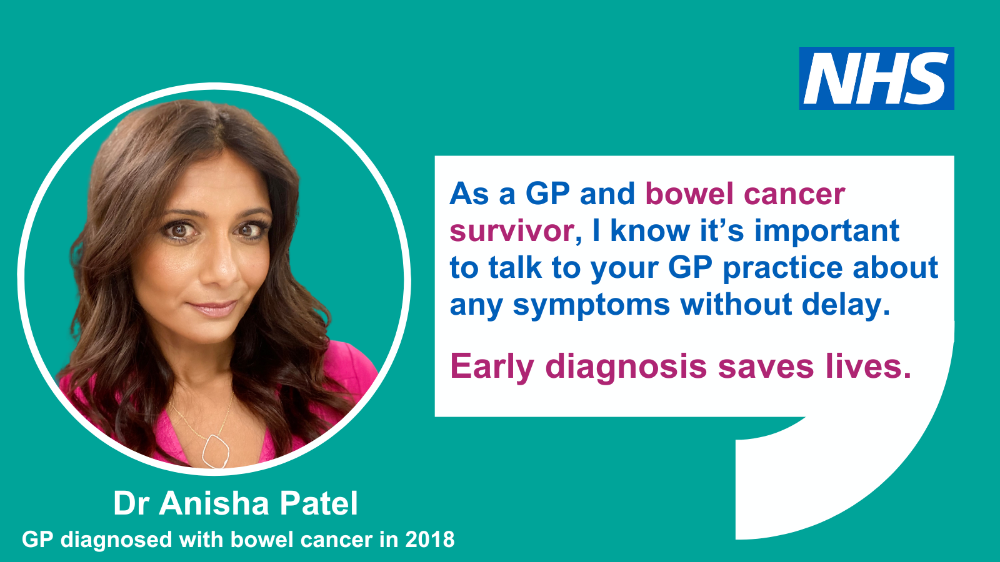 NHS
As a GP and bowel cancer
survivor, I know it’s important
to talk to your GP practice about
any symptoms without delay.
Early diagnosis saves lives.
Dr Anisha Patel
GP diagnosed with bowel cancer in 2018